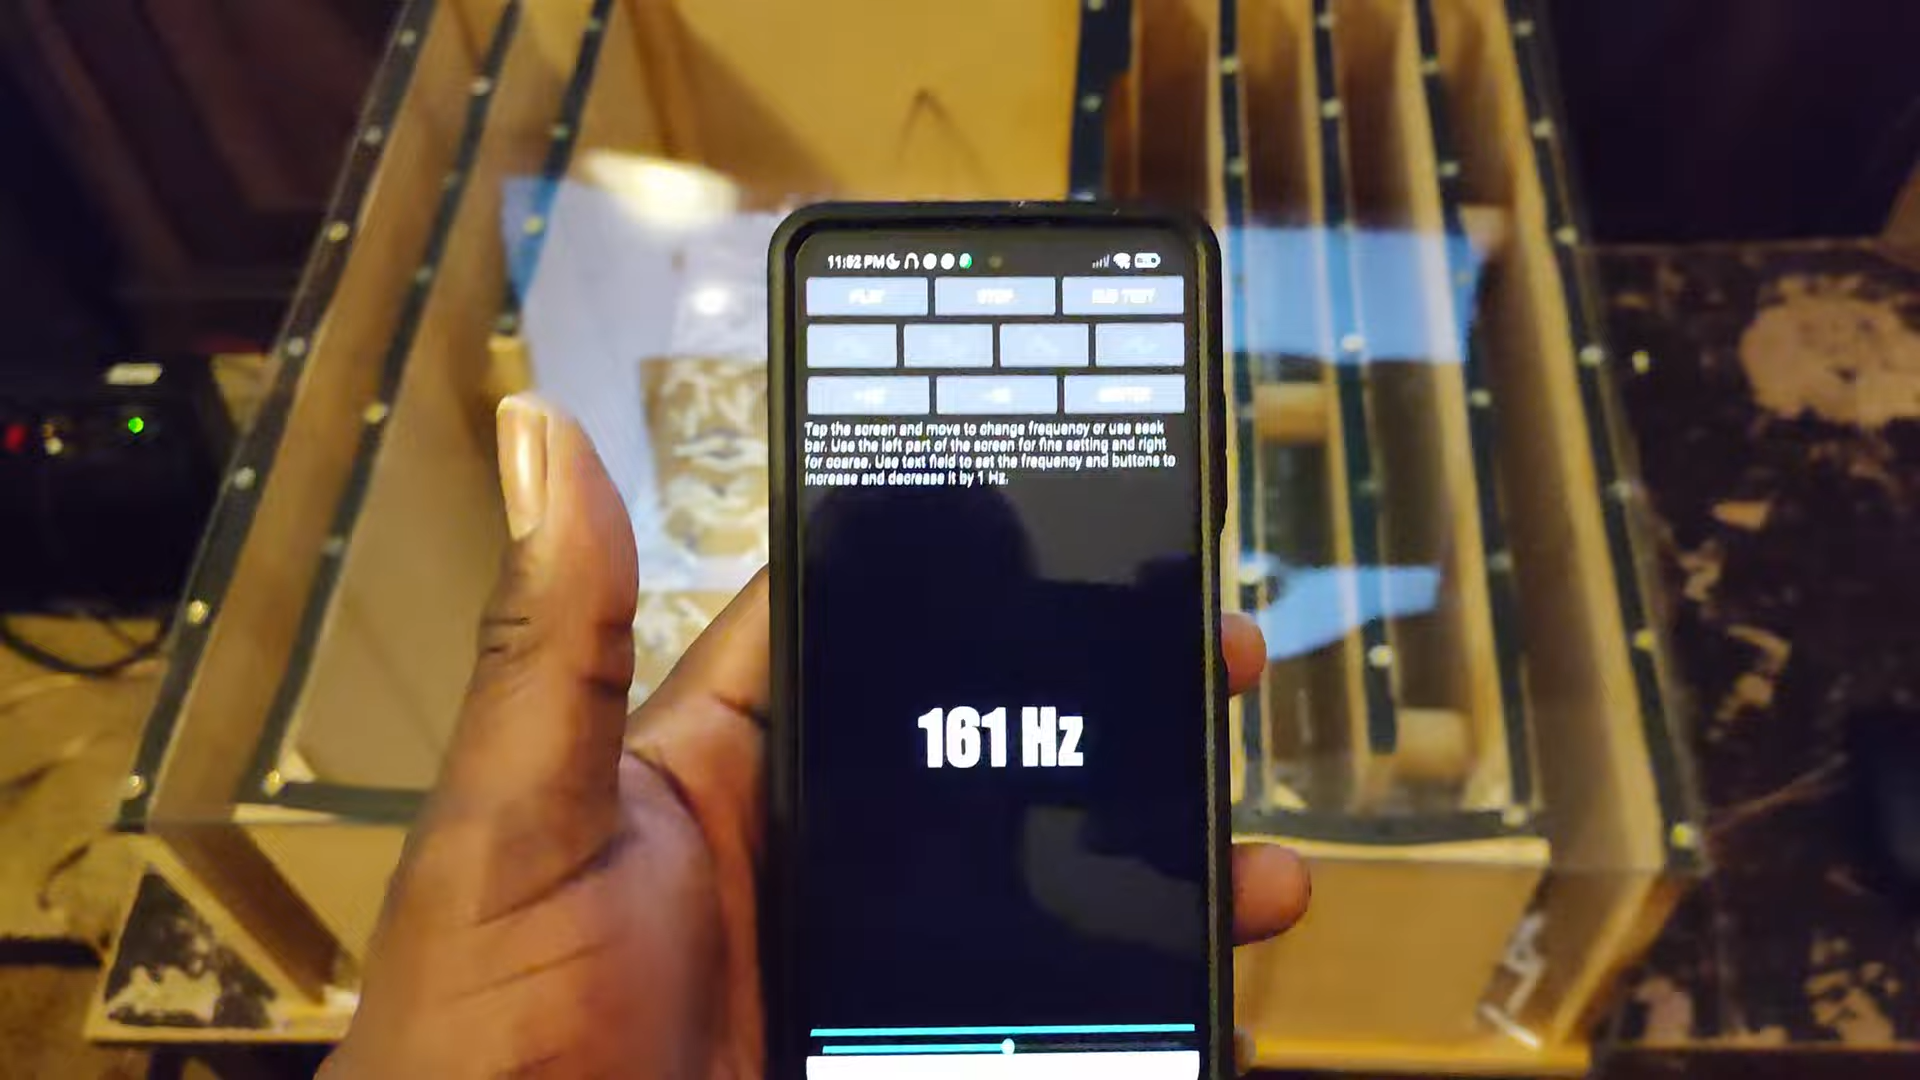 11:52 PM
PLAY STOP
Tap the screen and move to change frequency or use seek
bar. Use the left part of the screen for fine setting and right
for coarse. Use text field to set the frequency and buttons to
increase and decrease it by 1 Hz.
161 Hz